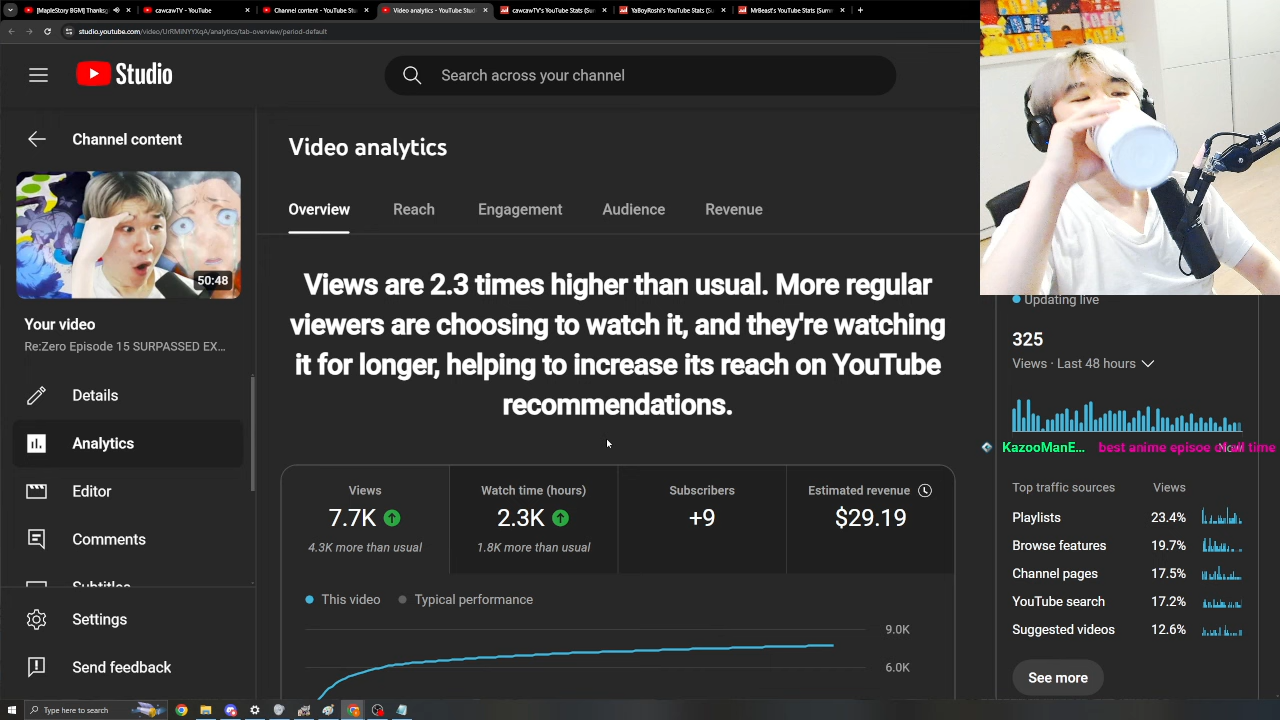 [MapleStory BGM] Thanksg
cawcawTV - YouTube
Channel content - YouTube Stu
Video analytics - YouTube Studi
cawcawTV's YouTube Stats (Sum
YaBoyRoshi's YouTube Stats (S
MrBeast's YouTube Stats (Summ
studio.youtube.com/video/UrRMlNYYXqA/analytics/tab-overview/period-default
Studio
Search across your channel
Channel content
50:48
Your video
Re:Zero Episode 15 SURPASSED EX...
Details
Analytics
Editor
Comments
Subtitles
Settings
Send feedback
Video analytics
Overview
Reach
Engagement
Audience
Revenue
Views are 2.3 times higher than usual. More regular
viewers are choosing to watch it, and they're watching
it for longer, helping to increase its reach on YouTube
recommendations.
Views
7.7K
4.3K more than usual
Watch time (hours)
2.3K
1.8K more than usual
Subscribers
+9
Estimated revenue
$29.19
This video
Typical performance
9.0K
6.0K
Updating live
325
Views · Last 48 hours
Now
KazooManE... best anime episoe of all time
Top traffic sources Views
Playlists 23.4%
Browse features 19.7%
Channel pages 17.5%
YouTube search 17.2%
Suggested videos 12.6%
See more
Type here to search